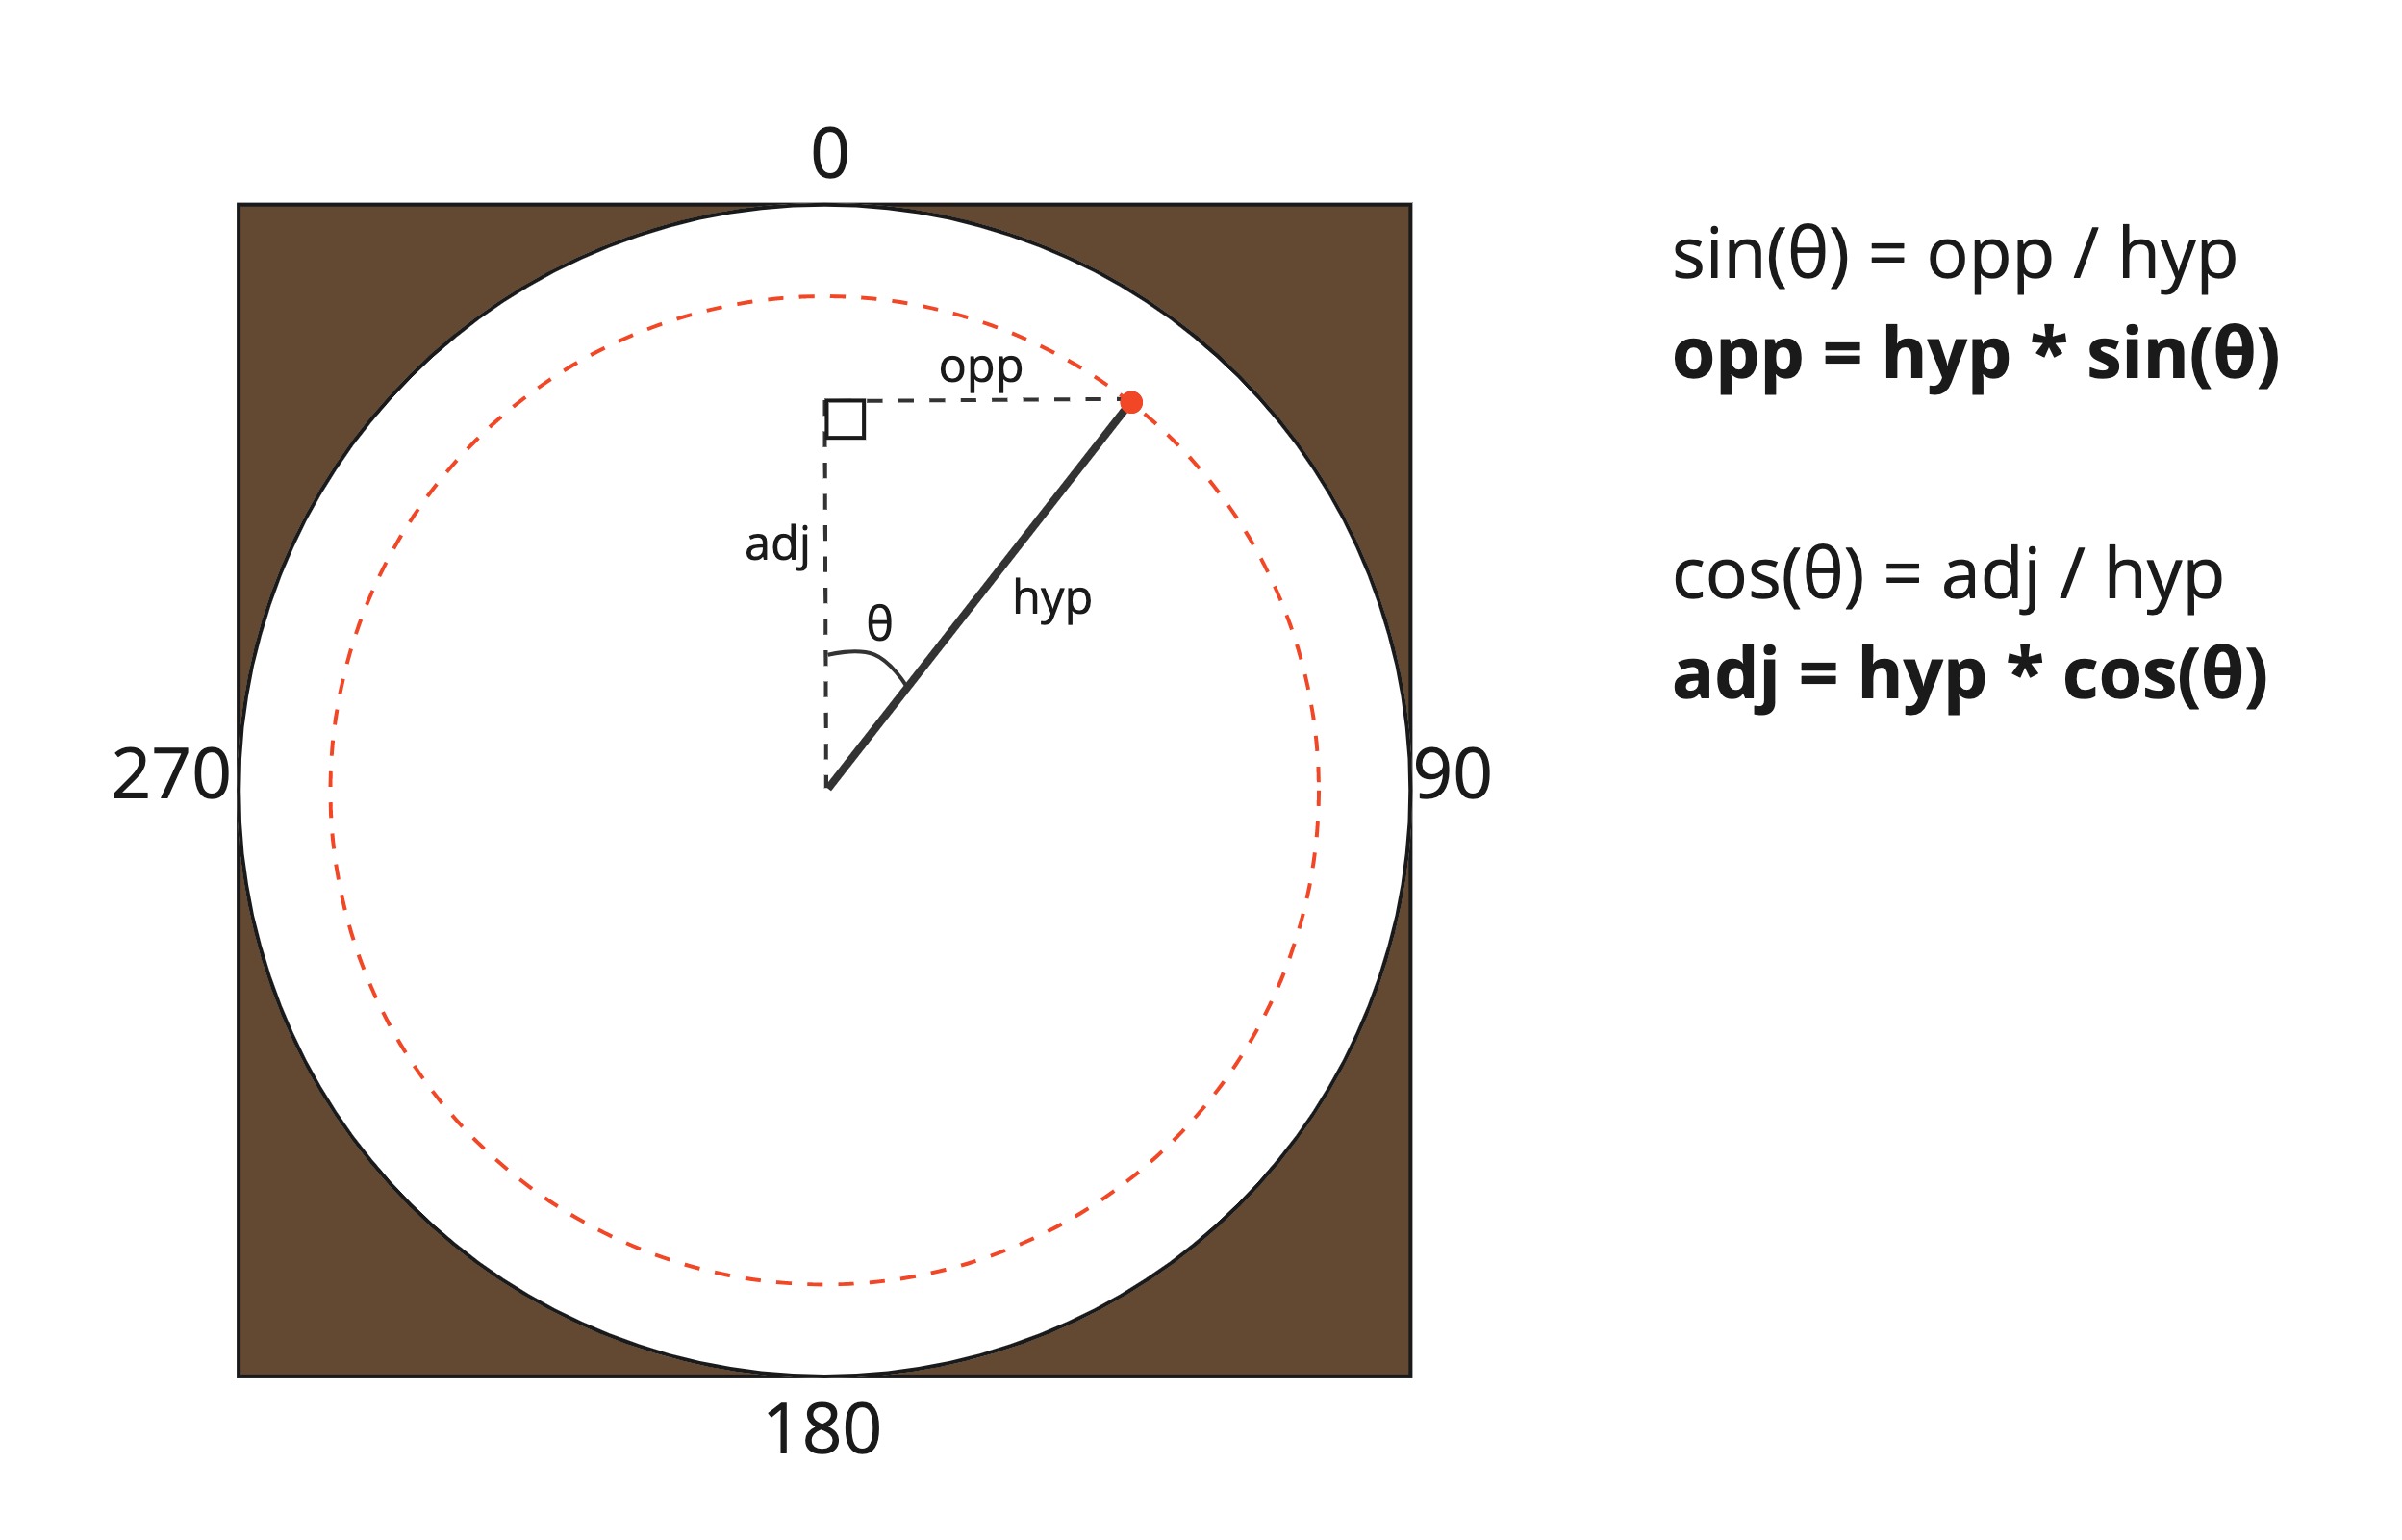 0
sin(θ) = opp / hyp
opp = hyp * sin(θ)
opp
adj
hyp
θ
cos(θ) = adj / hyp
adj = hyp * cos(θ)
270
90
180